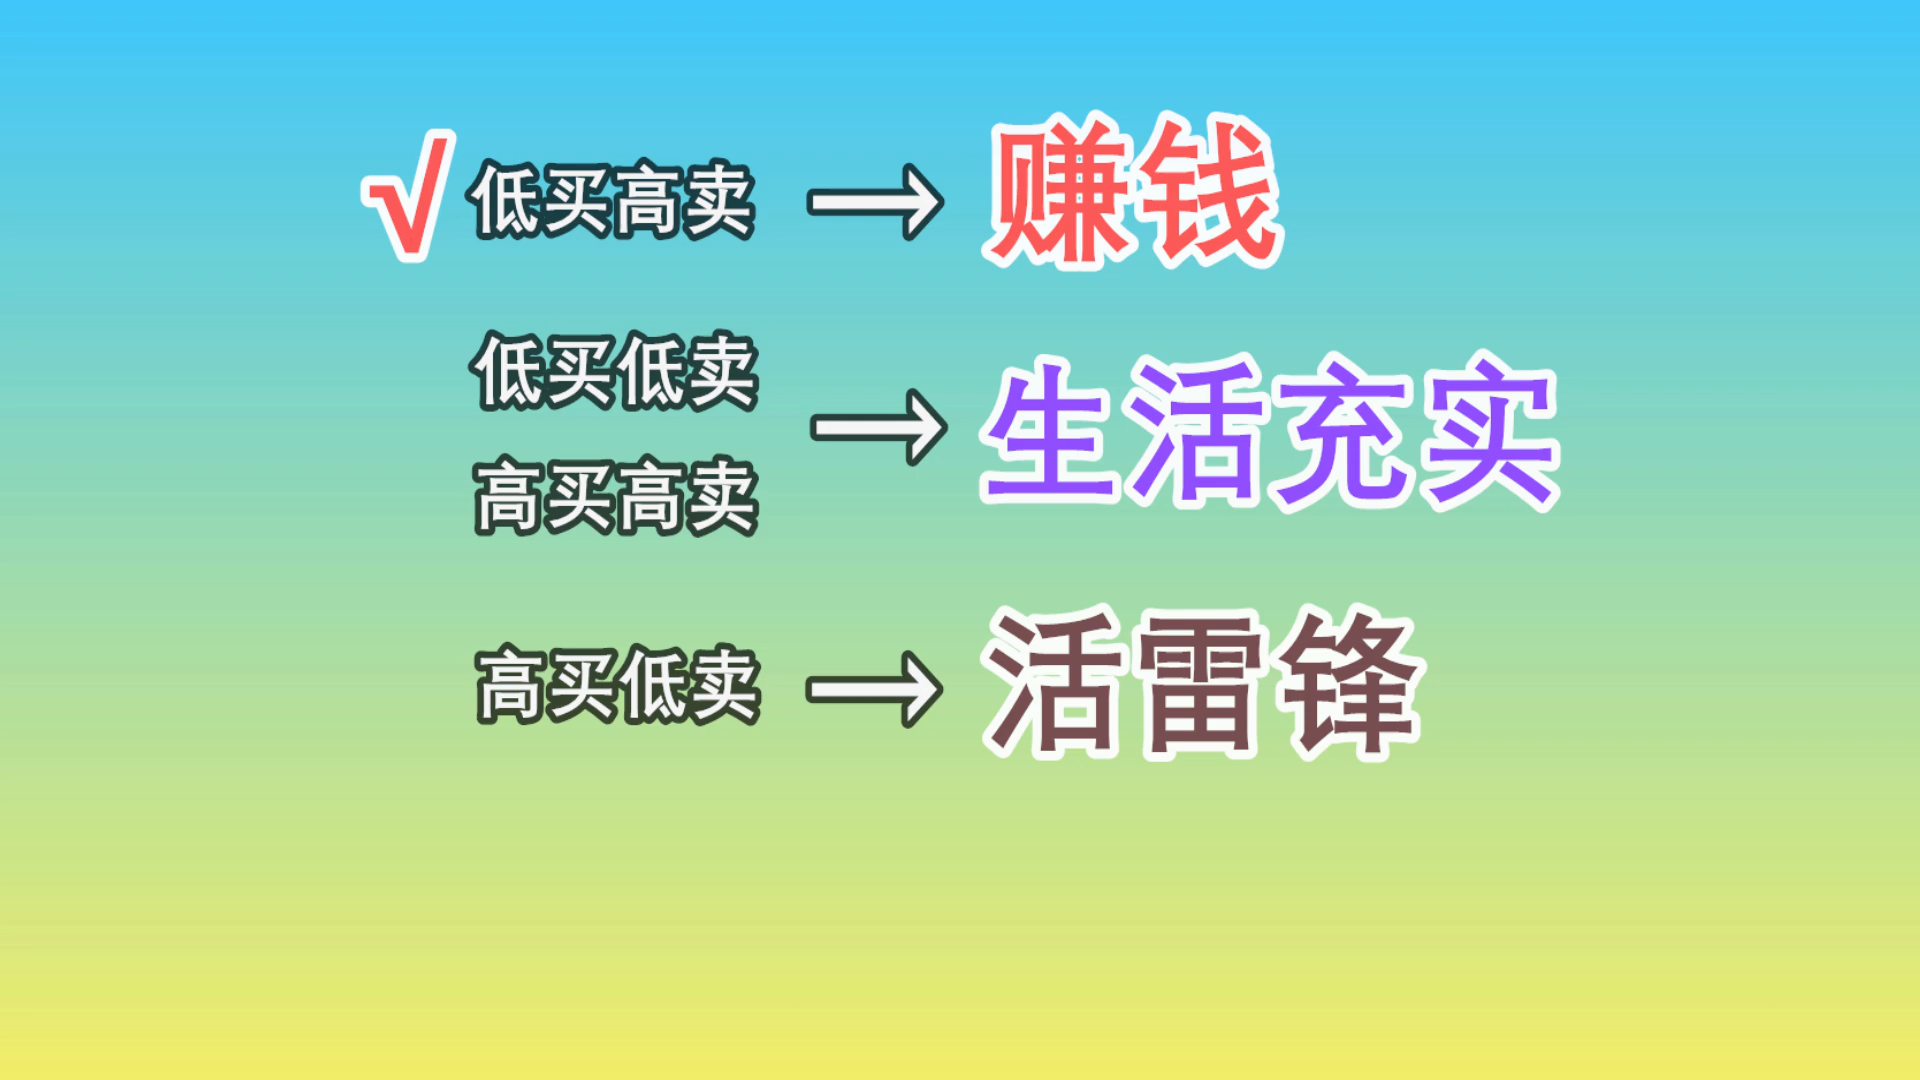 √ 低买高卖 → 赚钱
低买低卖
→ 生活充实
高买高卖
高买低卖 → 活雷锋